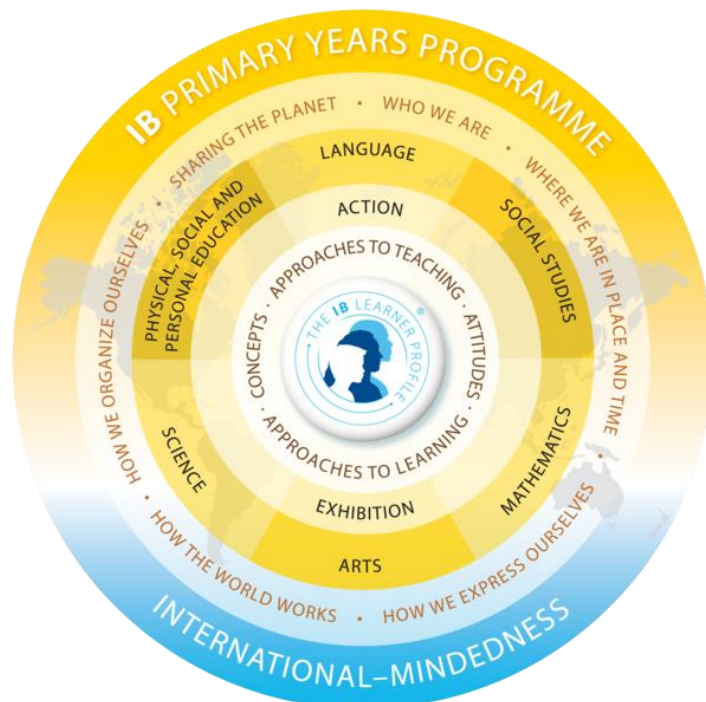 IB PRIMARY YEARS PROGRAMME
SHARING THE PLANET • WHO WE ARE • WHERE WE ARE IN PLACE AND TIME • HOW WE EXPRESS OURSELVES • HOW THE WORLD WORKS • HOW WE ORGANIZE OURSELVES •
LANGUAGE
SOCIAL STUDIES
MATHEMATICS
ARTS
SCIENCE
PHYSICAL, SOCIAL AND
PERSONAL EDUCATION
ACTION
EXHIBITION
APPROACHES TO TEACHING · ATTITUDES · APPROACHES TO LEARNING · CONCEPTS ·
THE IB LEARNER PROFILE ®
INTERNATIONAL–MINDEDNESS